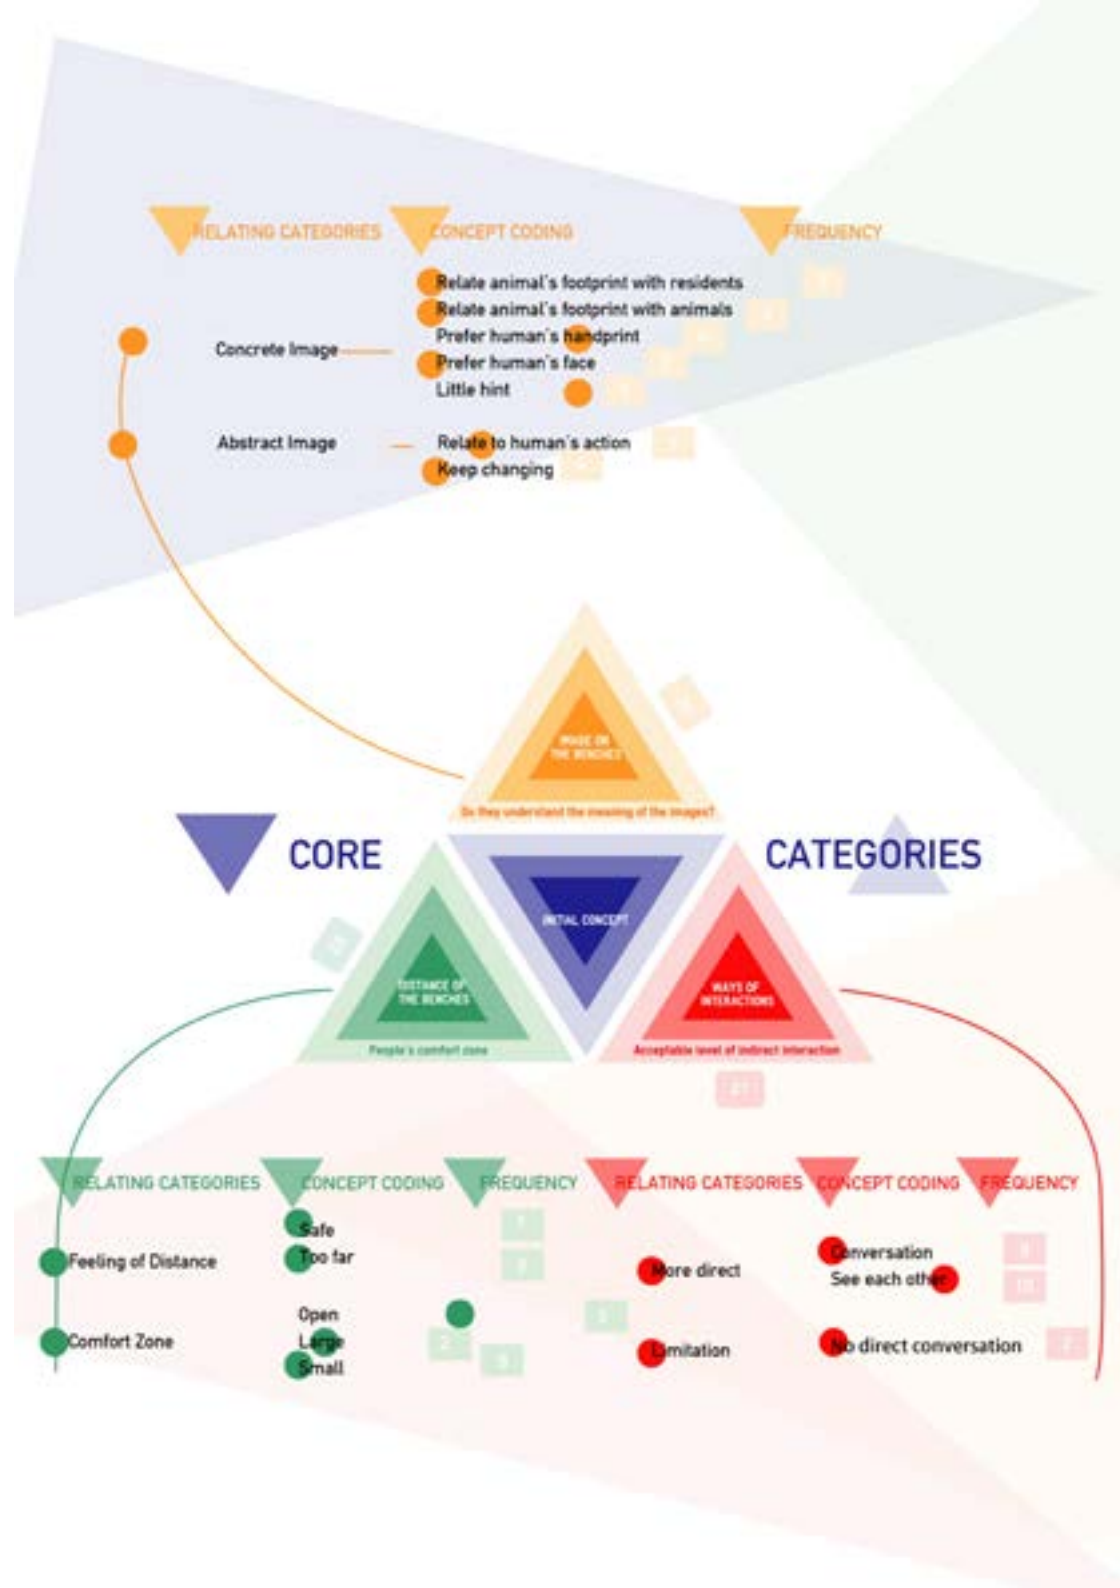 RELATING CATEGORIES CONCEPT CODING FREQUENCY
Relate animal's footprint with residents
Relate animal's footprint with animals
Prefer human's handprint
Concrete Image
Prefer human's face
Little hint
Abstract Image Relate to human's action
Keep changing
IMAGE ON
THE BENCHES
Do they understand the meaning of the images?
CORE CATEGORIES
INITIAL CONCEPT
DISTANCE OF
THE BENCHES
People's comfort zone
WAYS OF
INTERACTIONS
Acceptable level of indirect interaction
RELATING CATEGORIES CONCEPT CODING FREQUENCY
Safe
Feeling of Distance Too far
Open
Comfort Zone Large
Small
RELATING CATEGORIES CONCEPT CODING FREQUENCY
Conversation
More direct
See each other
Limitation No direct conversation